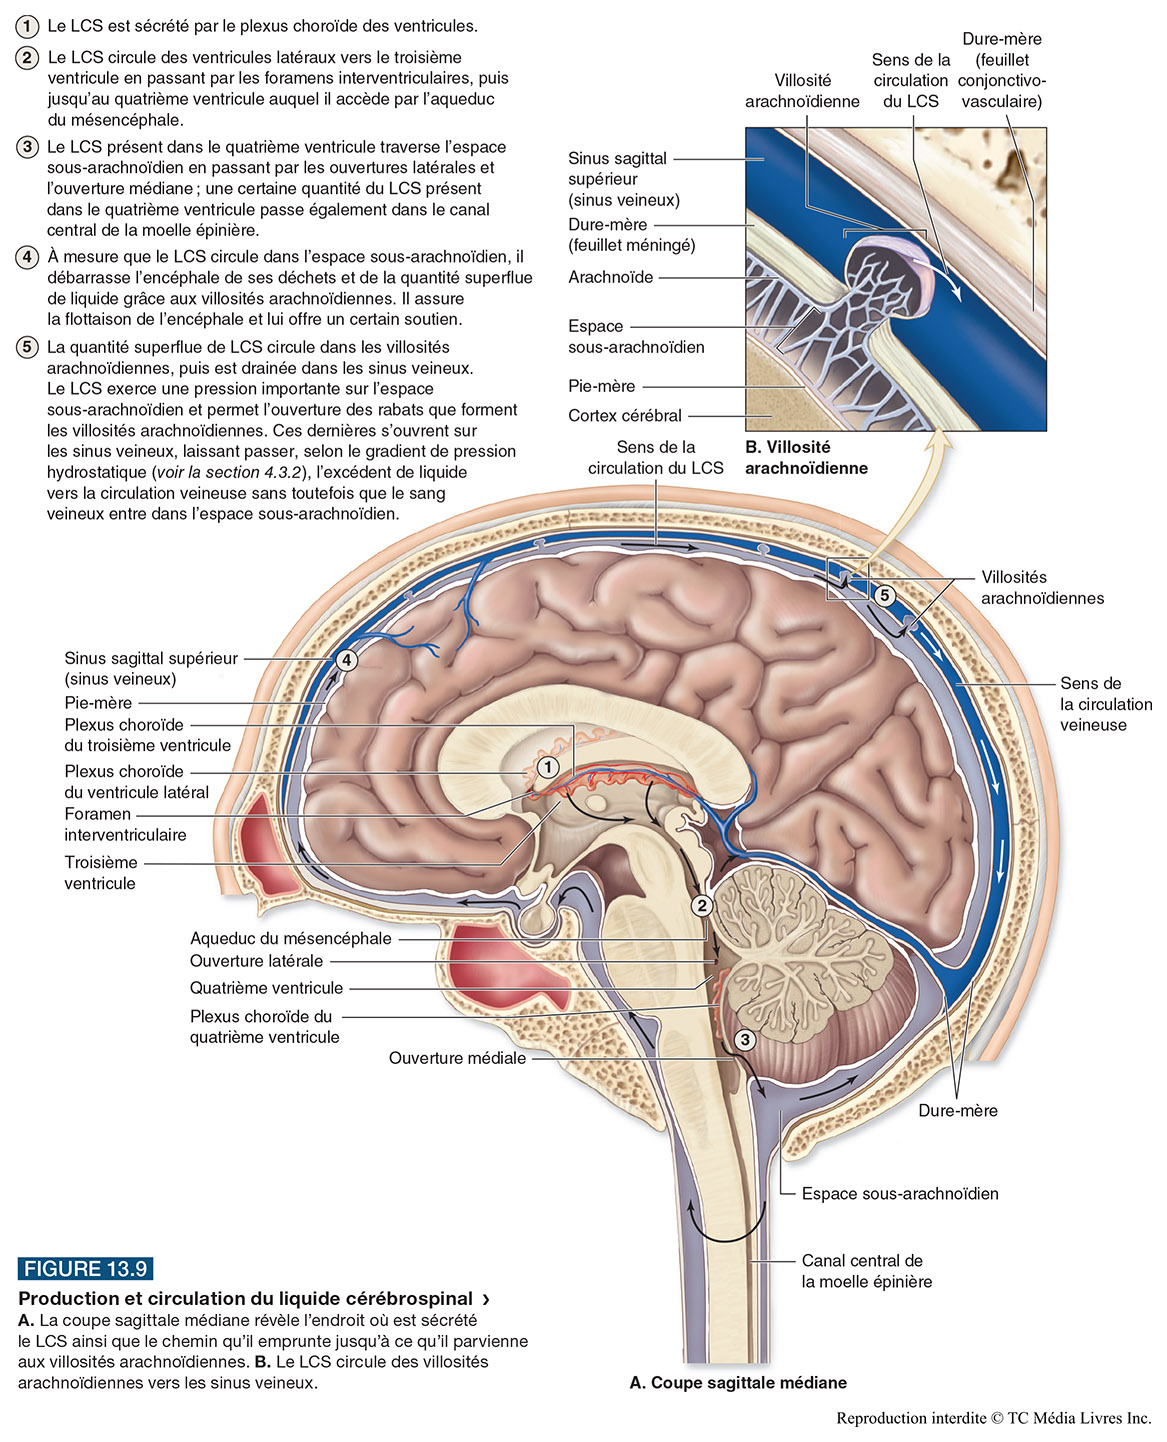 1 Le LCS est sécrété par le plexus choroïde des ventricules.
2 Le LCS circule des ventricules latéraux vers le troisième
ventricule en passant par les foramens interventriculaires, puis
jusqu'au quatrième ventricule auquel il accède par l'aqueduc
du mésencéphale.
3 Le LCS présent dans le quatrième ventricule traverse l'espace
sous-arachnoïdien en passant par les ouvertures latérales et
l'ouverture médiane ; une certaine quantité du LCS présent
dans le quatrième ventricule passe également dans le canal
central de la moelle épinière.
4 À mesure que le LCS circule dans l'espace sous-arachnoïdien, il
débarrasse l'encéphale de ses déchets et de la quantité superflue
de liquide grâce aux villosités arachnoïdiennes. Il assure
la flottaison de l'encéphale et lui offre un certain soutien.
5 La quantité superflue de LCS circule dans les villosités
arachnoïdiennes, puis est drainée dans les sinus veineux.
Le LCS exerce une pression importante sur l'espace
sous-arachnoïdien et permet l'ouverture des rabats que forment
les villosités arachnoïdiennes. Ces dernières s'ouvrent sur
les sinus veineux, laissant passer, selon le gradient de pression
hydrostatique (voir la section 4.3.2), l'excédent de liquide
vers la circulation veineuse sans toutefois que le sang
veineux entre dans l'espace sous-arachnoïdien.
Villosité
arachnoïdienne
Sens de la
circulation
du LCS
Dure-mère
(feuillet
conjonctivo-
vasculaire)
Sinus sagittal
supérieur
(sinus veineux)
Dure-mère
(feuillet méningé)
Arachnoïde
Espace
sous-arachnoïdien
Pie-mère
Cortex cérébral
B. Villosité
arachnoïdienne
Sens de la
circulation du LCS
Villosités
arachnoïdiennes
5
4
Sens de
la circulation
veineuse
Sinus sagittal supérieur
(sinus veineux)
Pie-mère
Plexus choroïde
du troisième ventricule
Plexus choroïde
du ventricule latéral
Foramen
interventriculaire
Troisième
ventricule
1
2
Aqueduc du mésencéphale
Ouverture latérale
Quatrième ventricule
Plexus choroïde du
quatrième ventricule
3
Ouverture médiale
Dure-mère
Espace sous-arachnoïdien
Canal central de
la moelle épinière
FIGURE 13.9
Production et circulation du liquide cérébrospinal ›
A. La coupe sagittale médiane révèle l'endroit où est sécrété
le LCS ainsi que le chemin qu'il emprunte jusqu'à ce qu'il parvienne
aux villosités arachnoïdiennes. B. Le LCS circule des villosités
arachnoïdiennes vers les sinus veineux.
A. Coupe sagittale médiane
Reproduction interdite © TC Média Livres Inc.